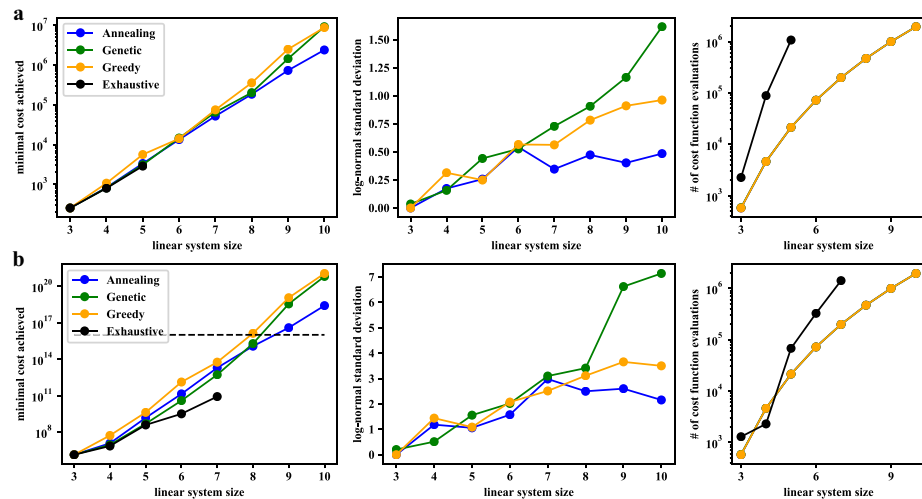 a
minimal cost achieved
10^7
10^6
10^5
10^4
10^3
Annealing
Genetic
Greedy
Exhaustive
3 4 5 6 7 8 9 10
linear system size
log-normal standard deviation
1.50
1.25
1.00
0.75
0.50
0.25
0.00
3 4 5 6 7 8 9 10
linear system size
# of cost function evaluations
10^6
10^5
10^4
10^3
3 6 9
linear system size
b
minimal cost achieved
10^20
10^17
10^14
10^11
10^8
Annealing
Genetic
Greedy
Exhaustive
3 4 5 6 7 8 9 10
linear system size
log-normal standard deviation
7
6
5
4
3
2
1
0
3 4 5 6 7 8 9 10
linear system size
# of cost function evaluations
10^6
10^5
10^4
10^3
3 6 9
linear system size